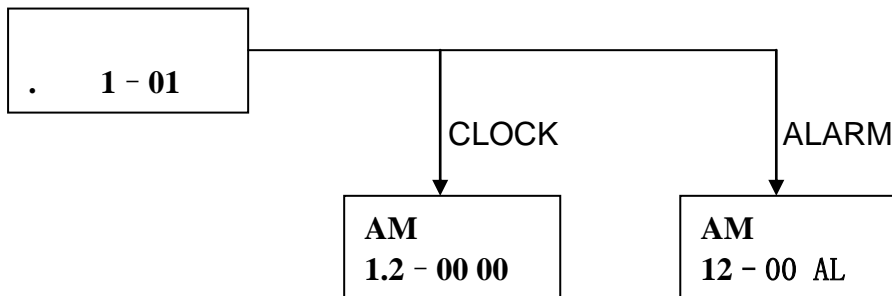 . 1 - 01
CLOCK
ALARM
AM
1.2 - 00 00
AM
12 - 00 AL